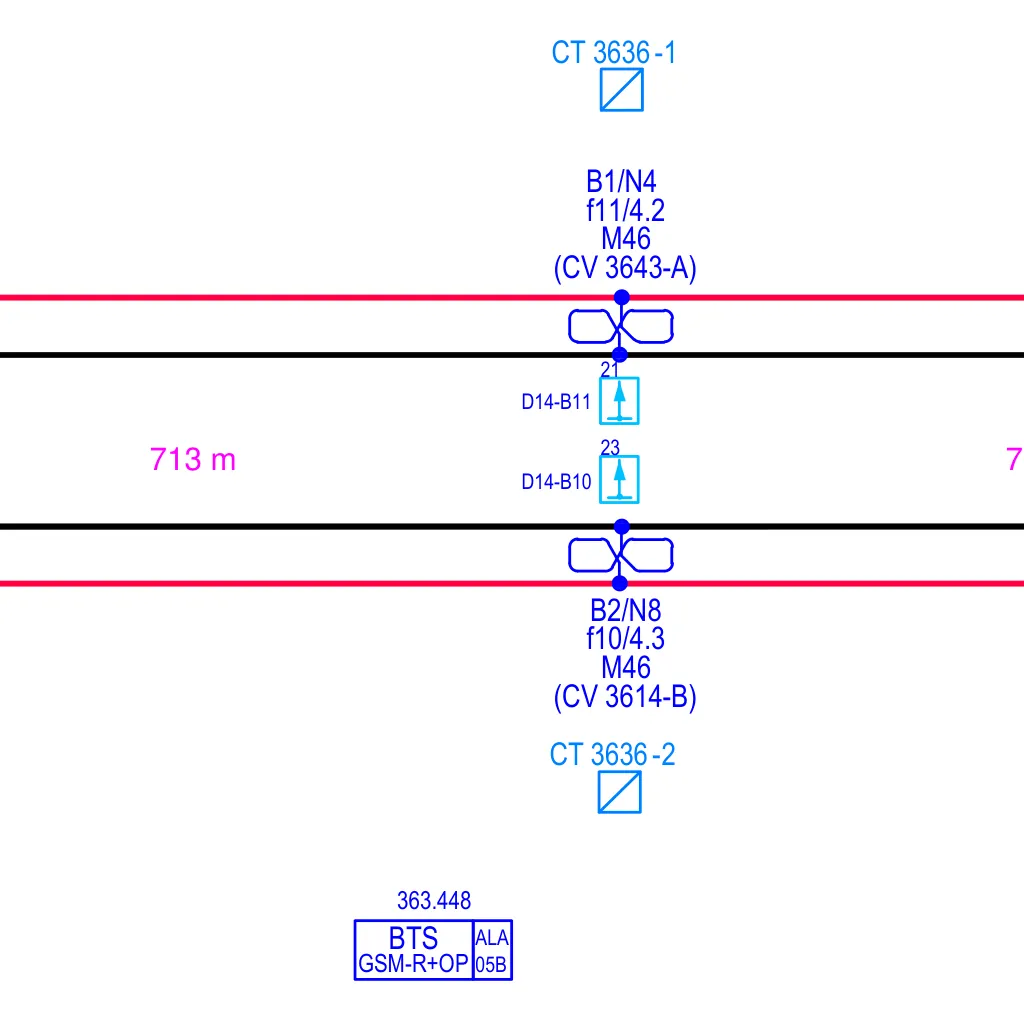 CT 3636-1
B1/N4
f11/4.2
M46
(CV 3643-A)
21
D14-B11
713 m
7
23
D14-B10
B2/N8
f10/4.3
M46
(CV 3614-B)
CT 3636-2
363.448
BTS
GSM-R+OP
ALA
05B